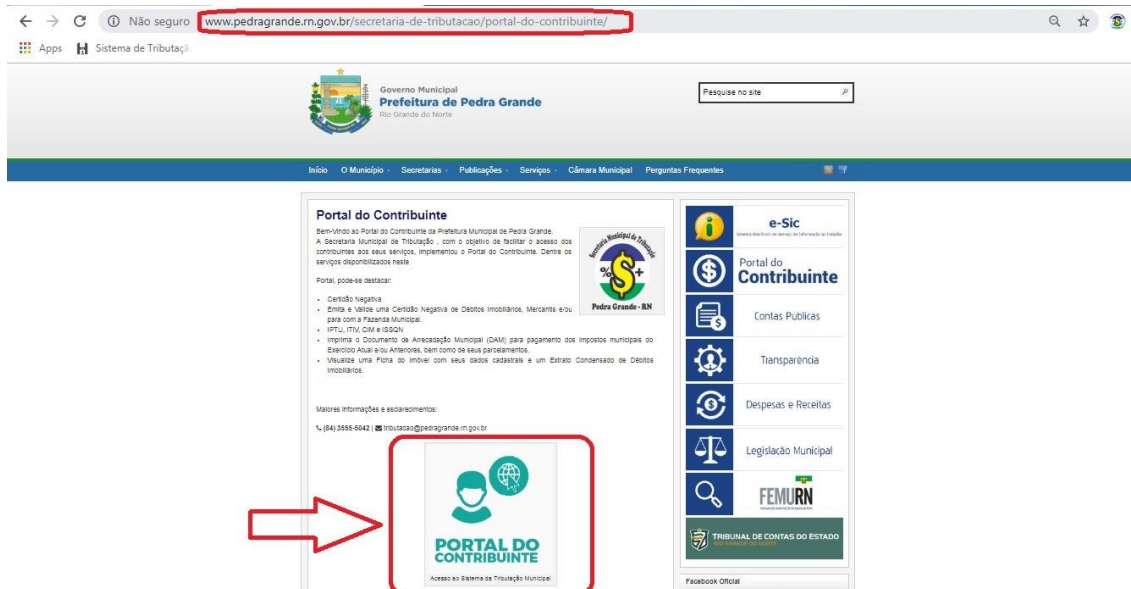 Não seguro
www.pedragrande.rn.gov.br/secretaria-de-tributacao/portal-do-contribuinte/
Apps
Sistema de Tributaçã
Governo Municipal
Prefeitura de Pedra Grande
Rio Grande do Norte
Pesquise no site
Início
O Município
Secretarias
Publicações
Serviços
Câmara Municipal
Perguntas Frequentes
Portal do Contribuinte
Bem-Vindo ao Portal do Contribuinte da Prefeitura Municipal de Pedra Grande.
A Secretaria Municipal de Tributação , com o objetivo de facilitar o acesso dos
contribuintes aos seus serviços, implementou o Portal do Contribuinte. Dentre os
serviços disponibilizados neste
Portal, pode-se destacar:
• Certidão Negativa
• Emita e Valide uma Certidão Negativa de Débitos Imobiliários, Mercantis e/ou
para com a Fazenda Municipal.
• IPTU, ITIV, CIM e ISSQN
• Imprima o Documento de Arrecadação Municipal (DAM) para pagamento dos impostos municipais do
Exercício Atual e/ou Anteriores, bem como de seus parcelamentos.
• Visualize uma Ficha do Imóvel com seus dados cadastrais e um Extrato Condensado de Débitos
Imobiliários.
Secretaria Municipal de Tributação
% $ +
Pedra Grande - RN
Maiores informações e esclarecimentos:
(84) 3555-5042 | tributacao@pedragrande.rn.gov.br
PORTAL DO
CONTRIBUINTE
Acesso ao Sistema de Tributação Municipal
e-Sic
Portal do
Contribuinte
Contas Públicas
Transparência
Despesas e Receitas
Legislação Municipal
FEMURN
TRIBUNAL DE CONTAS DO ESTADO
RIO GRANDE DO NORTE
Facebook Oficial